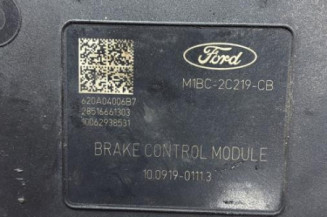 Ford
M1BC-2C219-CB
620A04006B7
28516661303
10062938531
BRAKE CONTROL MODULE
10.0919-0111.3